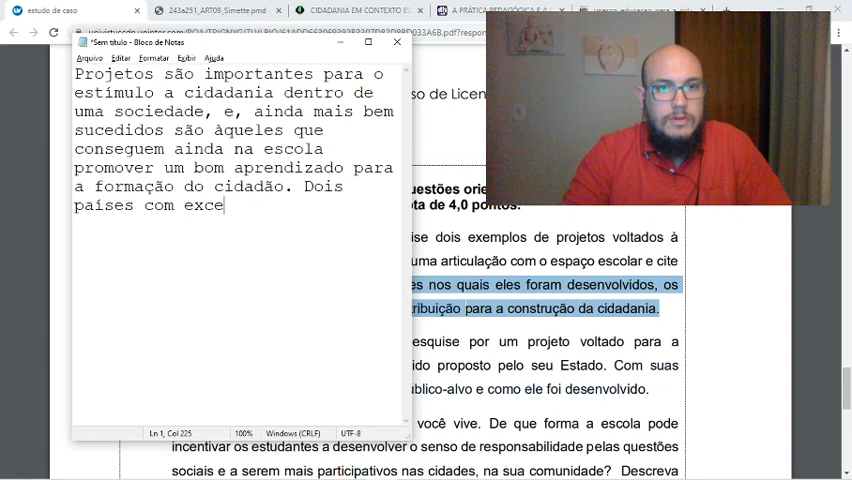 estudo de caso
243a251_ART09_Simette.pmd
CIDADANIA EM CONTEXTO ES
A PRÁTICA PEDAGÓGICA E A
*Sem título - Bloco de Notas
Arquivo Editar Formatar Exibir Ajuda
Projetos são importantes para o
estímulo a cidadania dentro de
uma sociedade, e, ainda mais bem
sucedidos são àqueles que
conseguem ainda na escola
promover um bom aprendizado para
a formação do cidadão. Dois
países com exce
Ln 1, Col 225 100% Windows (CRLF) UTF-8
so de Licen
uestões orie
ota de 4,0 pontos.
ise dois exemplos de projetos voltados à
uma articulação com o espaço escolar e cite
es nos quais eles foram desenvolvidos, os
tribuição para a construção da cidadania.
esquise por um projeto voltado para a
ido proposto pelo seu Estado. Com suas
úblico-alvo e como ele foi desenvolvido.
você vive. De que forma a escola pode
incentivar os estudantes a desenvolver o senso de responsabilidade pelas questões
sociais e a serem mais participativos nas cidades, na sua comunidade? Descreva